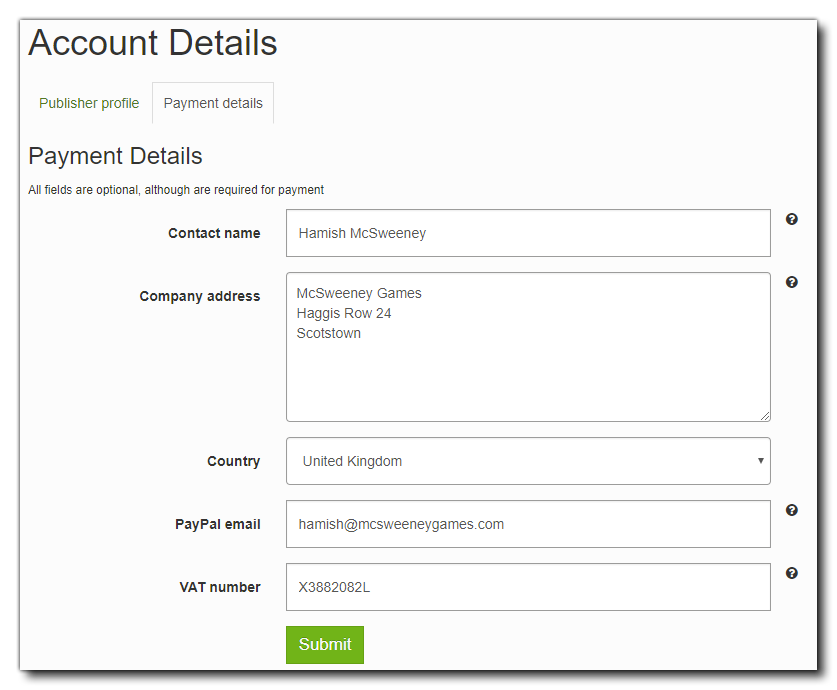 Account Details
Publisher profile
Payment details
Payment Details
All fields are optional, although are required for payment
Contact name
Hamish McSweeney
Company address
McSweeney Games
Haggis Row 24
Scotstown
Country
United Kingdom
PayPal email
hamish@mcsweeneygames.com
VAT number
X3882082L
Submit